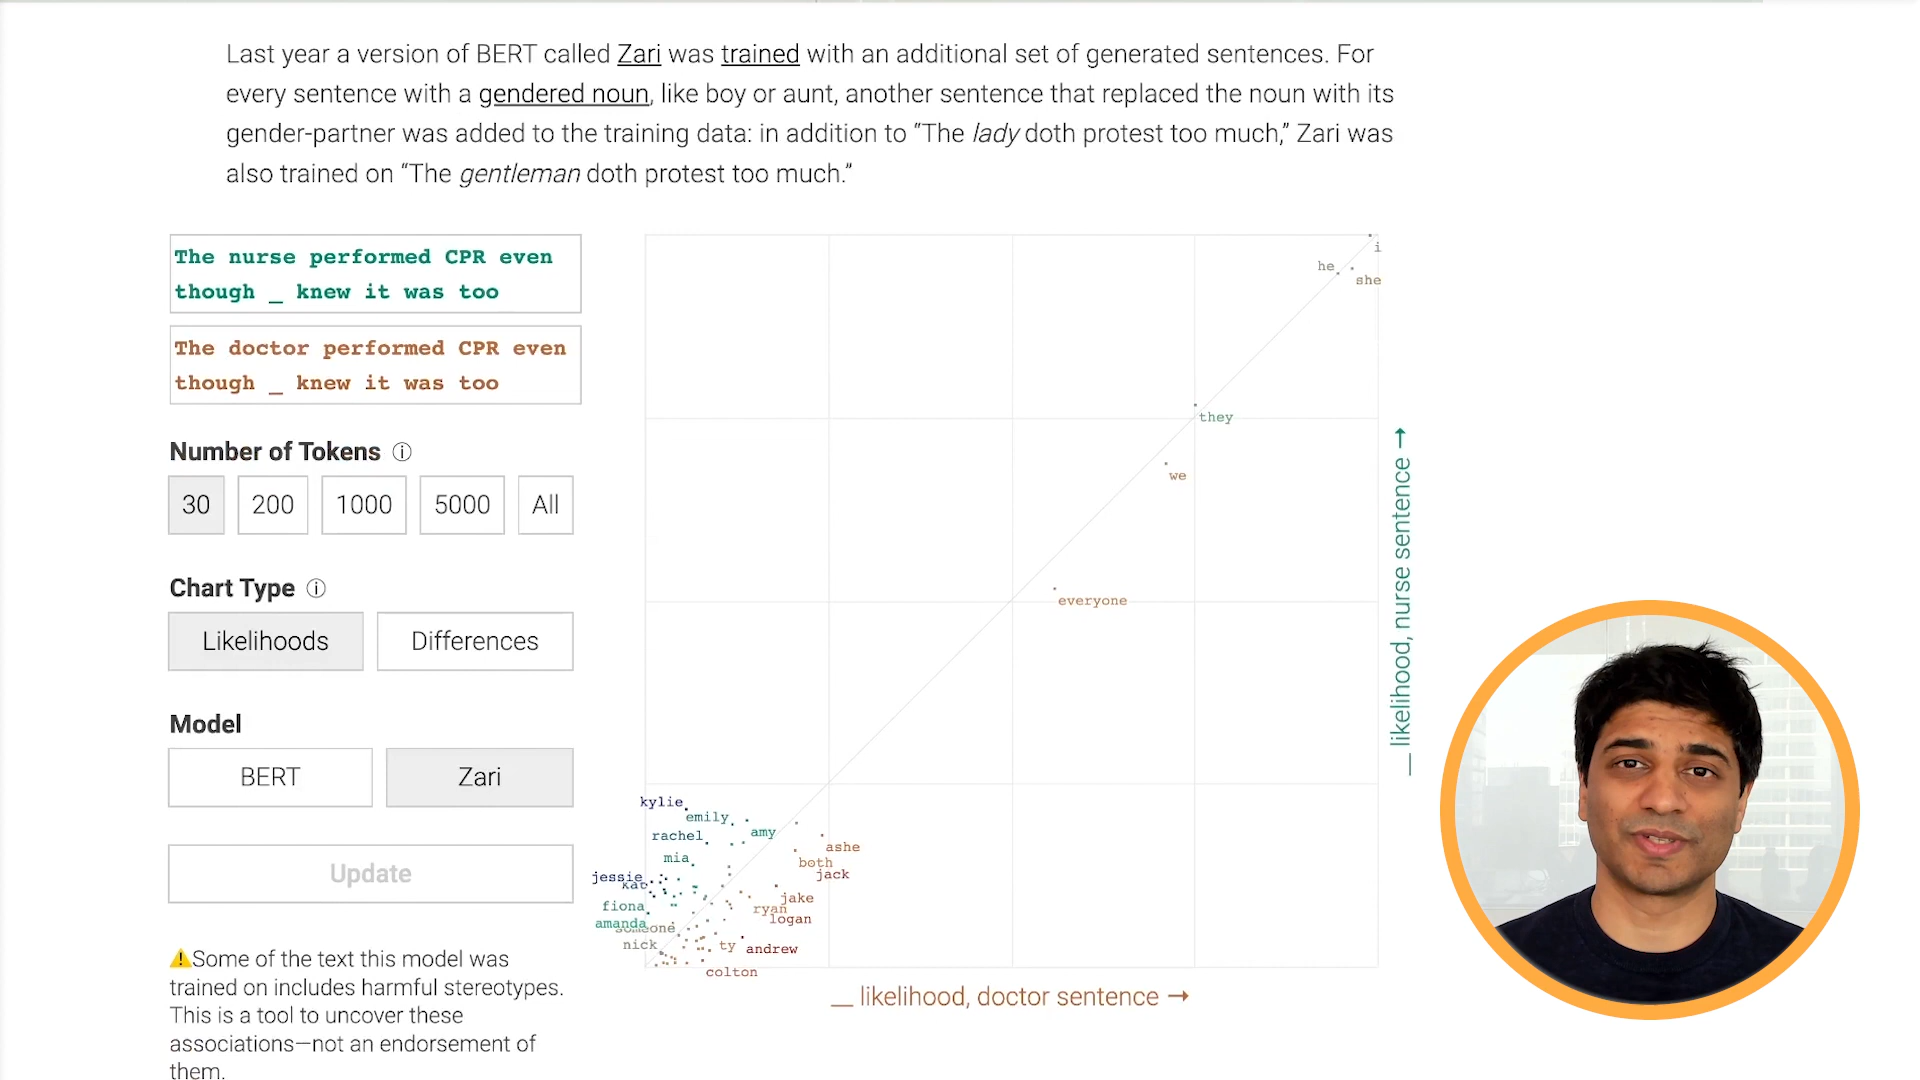 Last year a version of BERT called Zari was trained with an additional set of generated sentences. For
every sentence with a gendered noun, like boy or aunt, another sentence that replaced the noun with its
gender-partner was added to the training data: in addition to “The lady doth protest too much,” Zari was
also trained on “The gentleman doth protest too much.”
The nurse performed CPR even
though _ knew it was too
The doctor performed CPR even
though _ knew it was too
Number of Tokens
30 200 1000 5000 All
Chart Type
Likelihoods Differences
Model
BERT Zari
Update
⚠️Some of the text this model was
trained on includes harmful stereotypes.
This is a tool to uncover these
associations—not an endorsement of
them.
i
he
she
they
we
everyone
kylie
emily
rachel
amy
ashe
mia
both
jack
jessie
kat
jake
fiona
ryan
logan
amanda
someone
nick
ty
andrew
colton
__ likelihood, doctor sentence →
__ likelihood, nurse sentence →